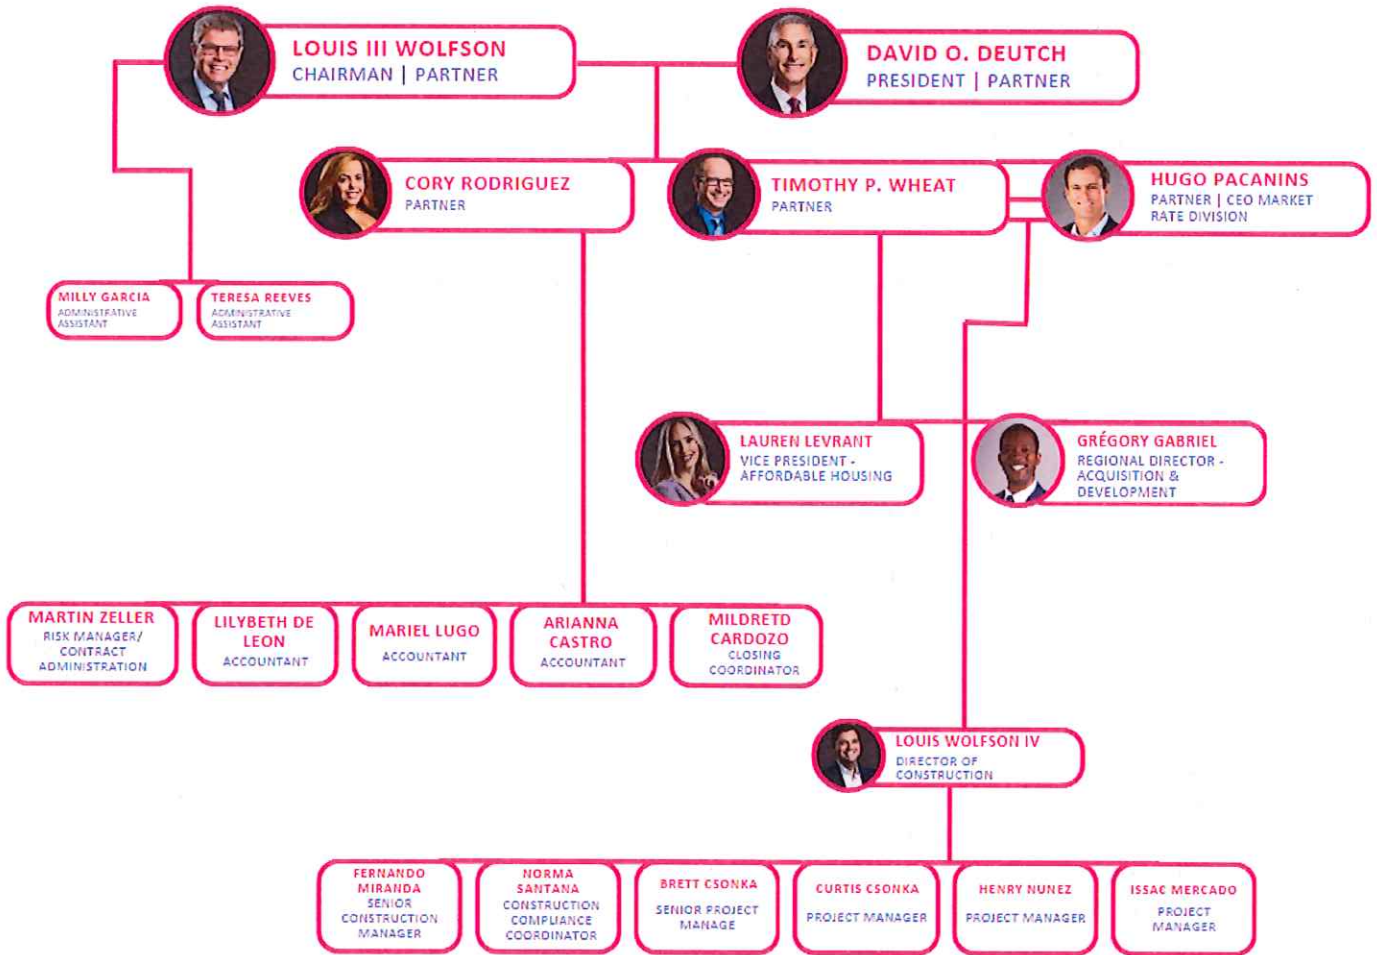 LOUIS III WOLFSON
CHAIRMAN | PARTNER
DAVID O. DEUTCH
PRESIDENT | PARTNER
CORY RODRIGUEZ
PARTNER
TIMOTHY P. WHEAT
PARTNER
HUGO PACANINS
PARTNER | CEO MARKET
RATE DIVISION
MILLY GARCIA
ADMINISTRATIVE
ASSISTANT
TERESA REEVES
ADMINISTRATIVE
ASSISTANT
LAUREN LEVRANT
VICE PRESIDENT -
AFFORDABLE HOUSING
GRÉGORY GABRIEL
REGIONAL DIRECTOR -
ACQUISITION &
DEVELOPMENT
MARTIN ZELLER
RISK MANAGER/
CONTRACT
ADMINISTRATION
LILYBETH DE
LEON
ACCOUNTANT
MARIEL LUGO
ACCOUNTANT
ARIANNA
CASTRO
ACCOUNTANT
MILDRETD
CARDOZO
CLOSING
COORDINATOR
LOUIS WOLFSON IV
DIRECTOR OF
CONSTRUCTION
FERNANDO
MIRANDA
SENIOR
CONSTRUCTION
MANAGER
NORMA
SANTANA
CONSTRUCTION
COMPLIANCE
COORDINATOR
BRETT CSONKA
SENIOR PROJECT
MANAGE
CURTIS CSONKA
PROJECT MANAGER
HENRY NUNEZ
PROJECT MANAGER
ISSAC MERCADO
PROJECT
MANAGER